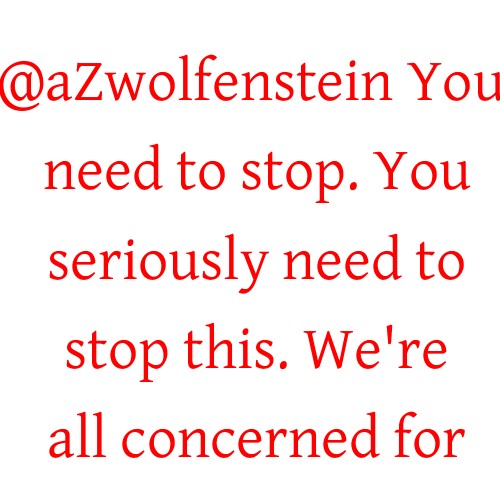 @aZwolfenstein You
need to stop. You
seriously need to
stop this. We're
all concerned for